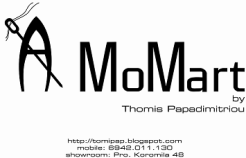 A MoMart
by
Thomis Papadimitriou
http://tomipap.blogspot.com
mobile: 6942.011.130
showroom: Pro. Koromila 48